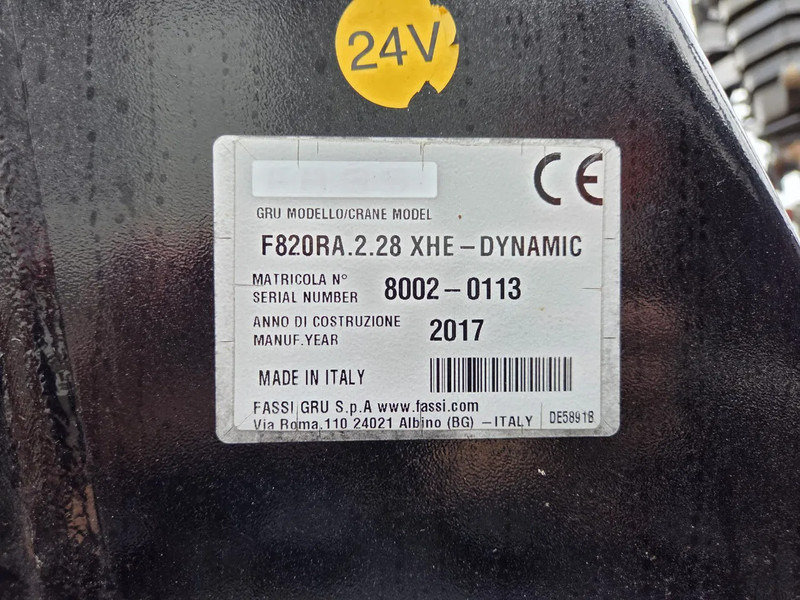 24V
CE
GRU MODELLO/CRANE MODEL
F820RA.2.28 XHE-DYNAMIC
MATRICOLA N°
SERIAL NUMBER 8002-0113
ANNO DI COSTRUZIONE
MANUF.YEAR 2017
MADE IN ITALY
FASSI GRU S.p.A www.fassi.com
Via Roma,110 24021 Albino (BG) -ITALY DE5891B